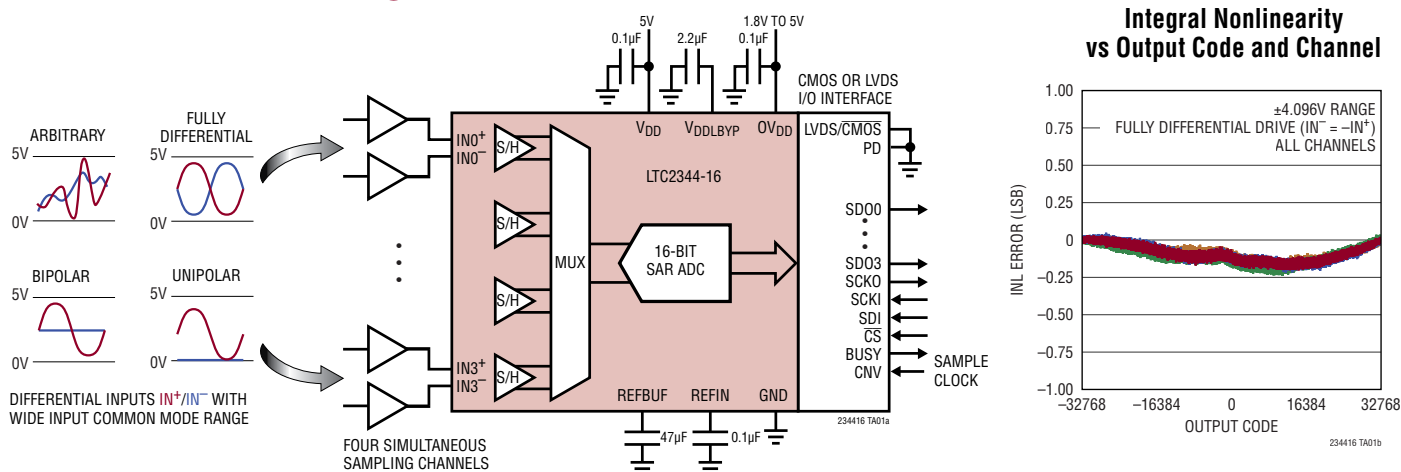 ARBITRARY
5V
0V
FULLY
DIFFERENTIAL
BIPOLAR
5V
0V
UNIPOLAR
5V
0V
5V
0V
DIFFERENTIAL INPUTS IN⁺/IN⁻ WITH
WIDE INPUT COMMON MODE RANGE
FOUR SIMULTANEOUS
SAMPLING CHANNELS
5V
0.1µF
2.2µF
1.8V TO 5V
0.1µF
CMOS OR LVDS
I/O INTERFACE
VDD
VDDLBYP
OVDD
IN0⁺
IN0⁻
S/H
S/H
S/H
S/H
IN3⁺
IN3⁻
MUX
LTC2344-16
16-BIT
SAR ADC
LVDS/C̅M̅O̅S̅
PD
SDO0
SDO3
SCKO
SCKI
SDI
C̅S̅
BUSY
CNV
SAMPLE
CLOCK
REFBUF
REFIN
GND
47µF
0.1µF
234416 TA01a
Integral Nonlinearity
vs Output Code and Channel
±4.096V RANGE
FULLY DIFFERENTIAL DRIVE (IN⁻ = –IN⁺)
ALL CHANNELS
INL ERROR (LSB)
1.00
0.75
0.50
0.25
0
–0.25
–0.50
–0.75
–1.00
–32768
–16384
0
16384
32768
OUTPUT CODE
234416 TA01b